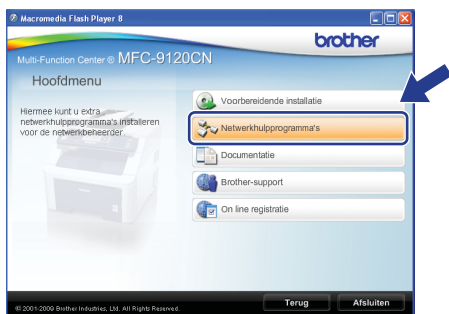 Macromedia Flash Player 8
brother
Multi-Function Center ® MFC-9120CN
Hoofdmenu
Hiermee kunt u extra
netwerkhulpprogramma's installeren
voor de netwerkbeheerder.
Voorbereidende installatie
Netwerkhulpprogramma's
Documentatie
Brother-support
On line registratie
© 2001-2009 Brother Industries, Ltd. All Rights Reserved.
Terug
Afsluiten